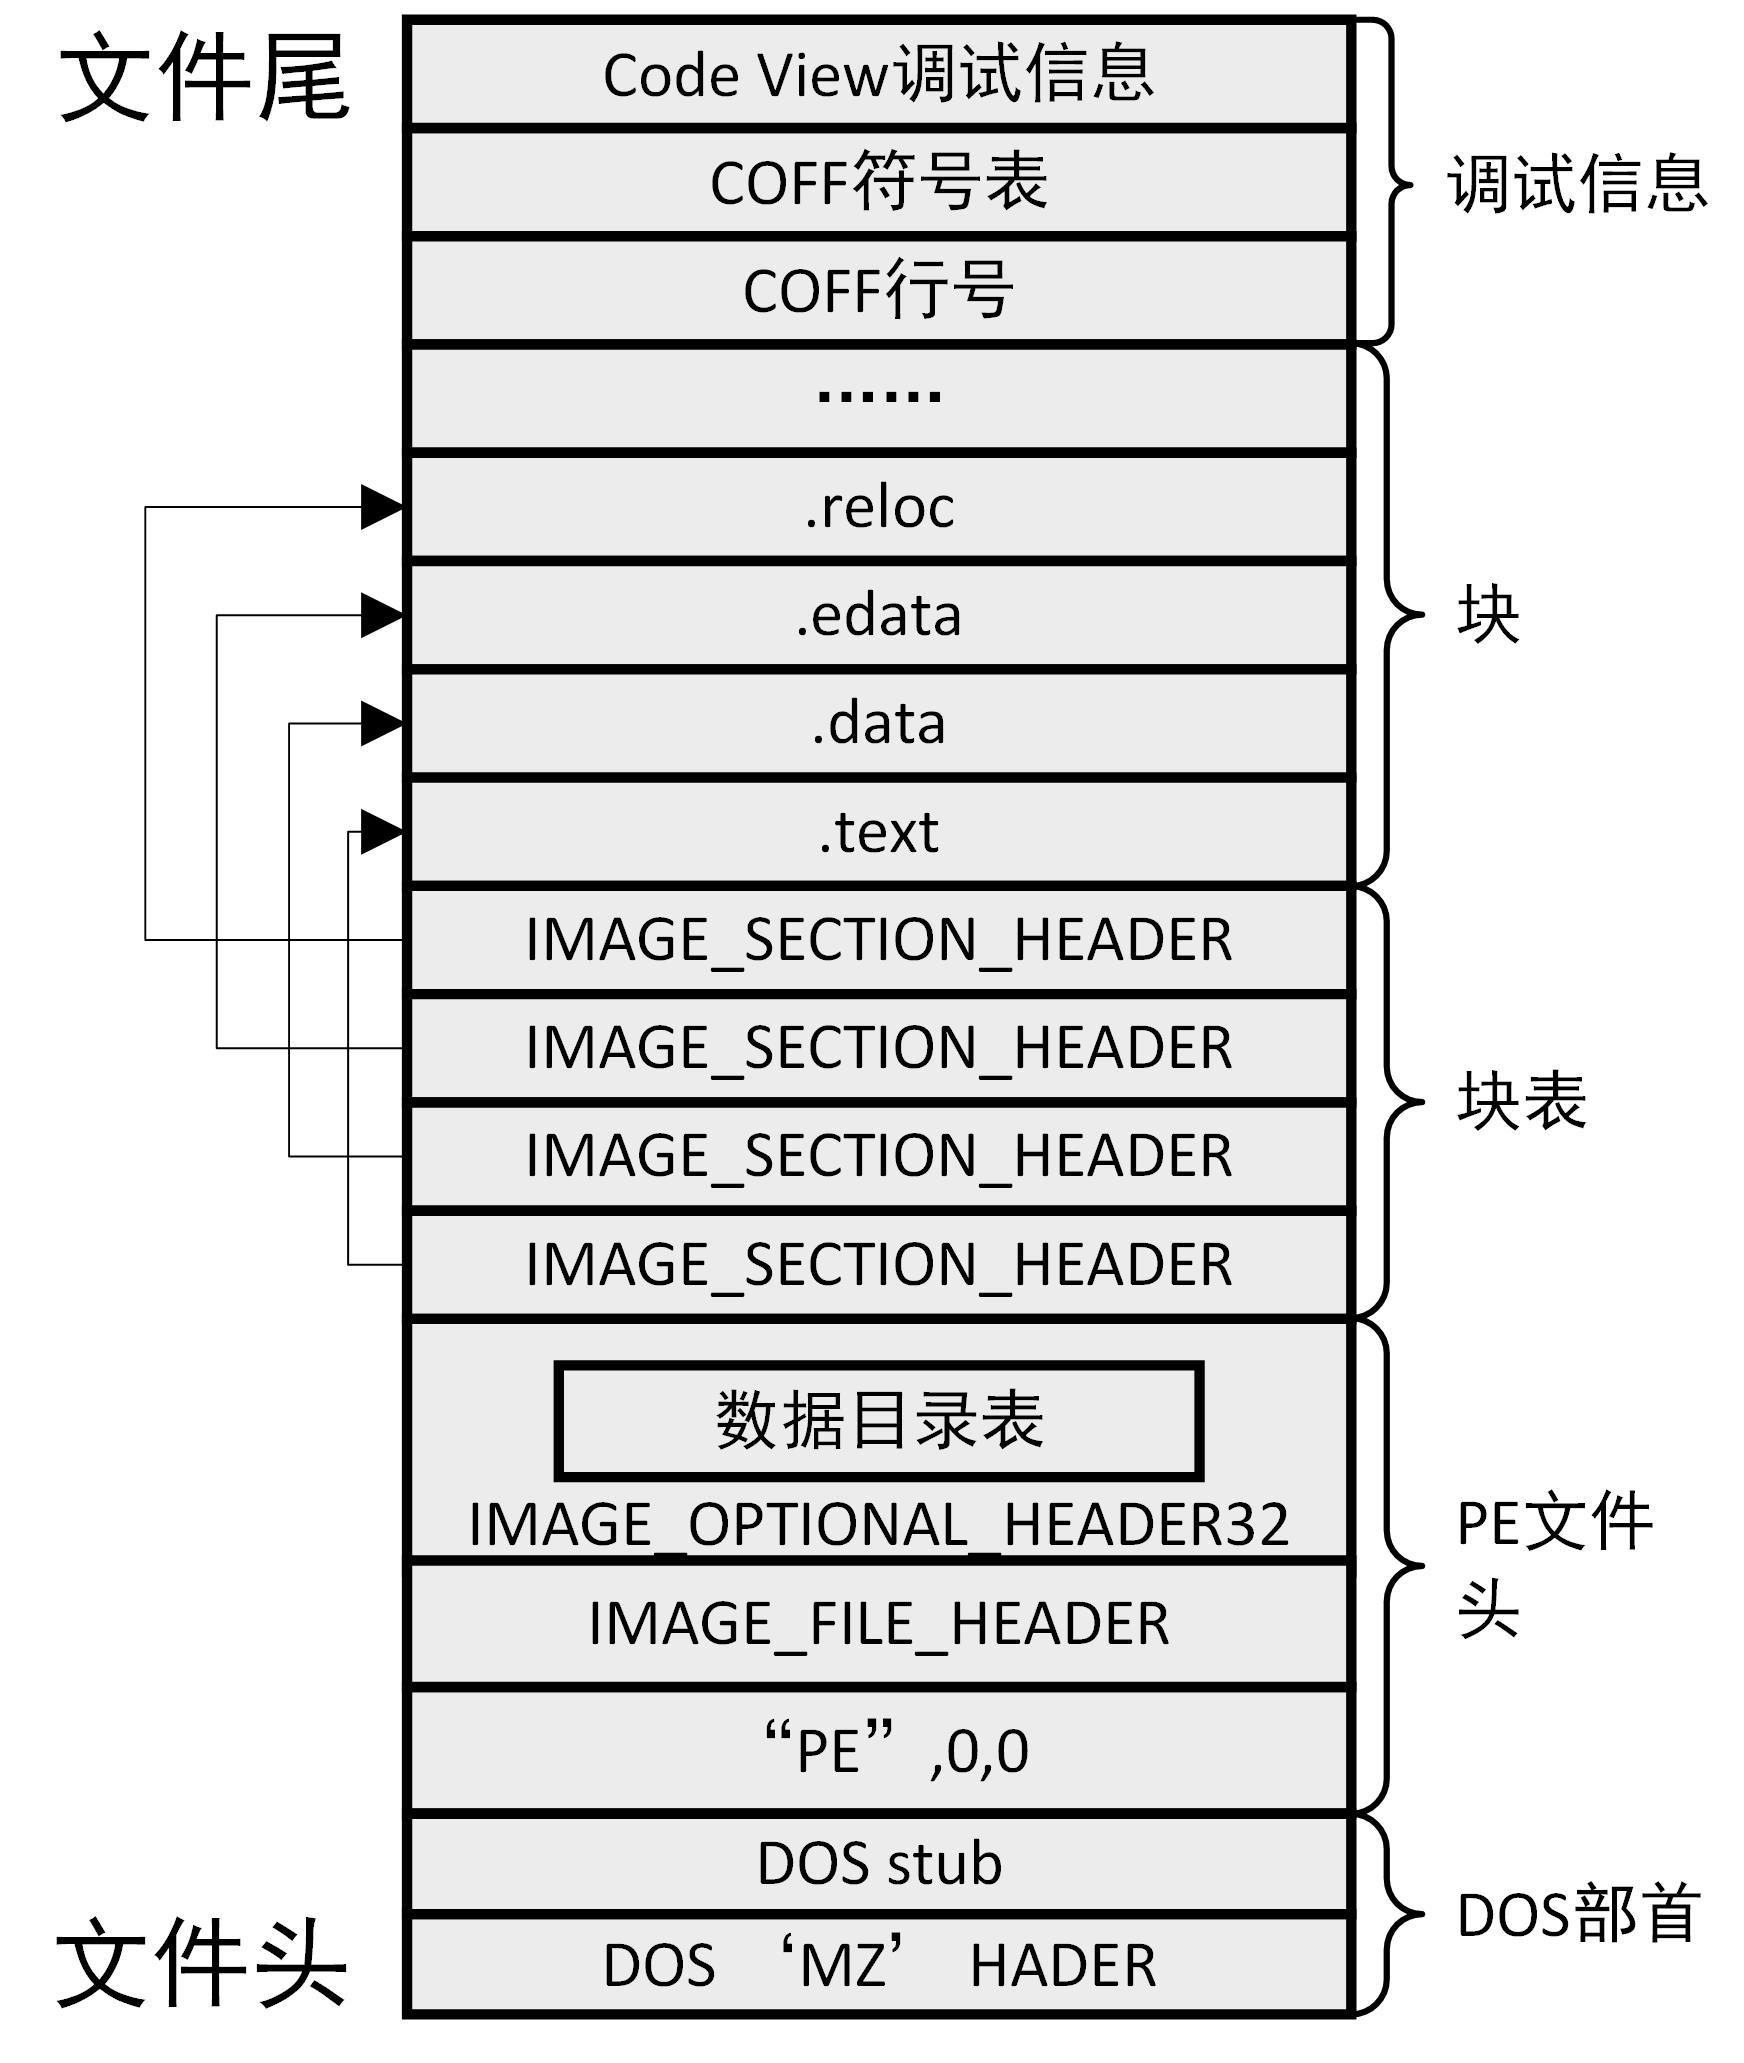 文件尾
Code View调试信息
COFF符号表
COFF行号
调试信息
……
.reloc
.edata
.data
.text
块
IMAGE_SECTION_HEADER
IMAGE_SECTION_HEADER
IMAGE_SECTION_HEADER
IMAGE_SECTION_HEADER
块表
数据目录表
IMAGE_OPTIONAL_HEADER32
IMAGE_FILE_HEADER
“PE”,0,0
PE文件
头
DOS stub
DOS ‘MZ’ HADER
DOS部首
文件头